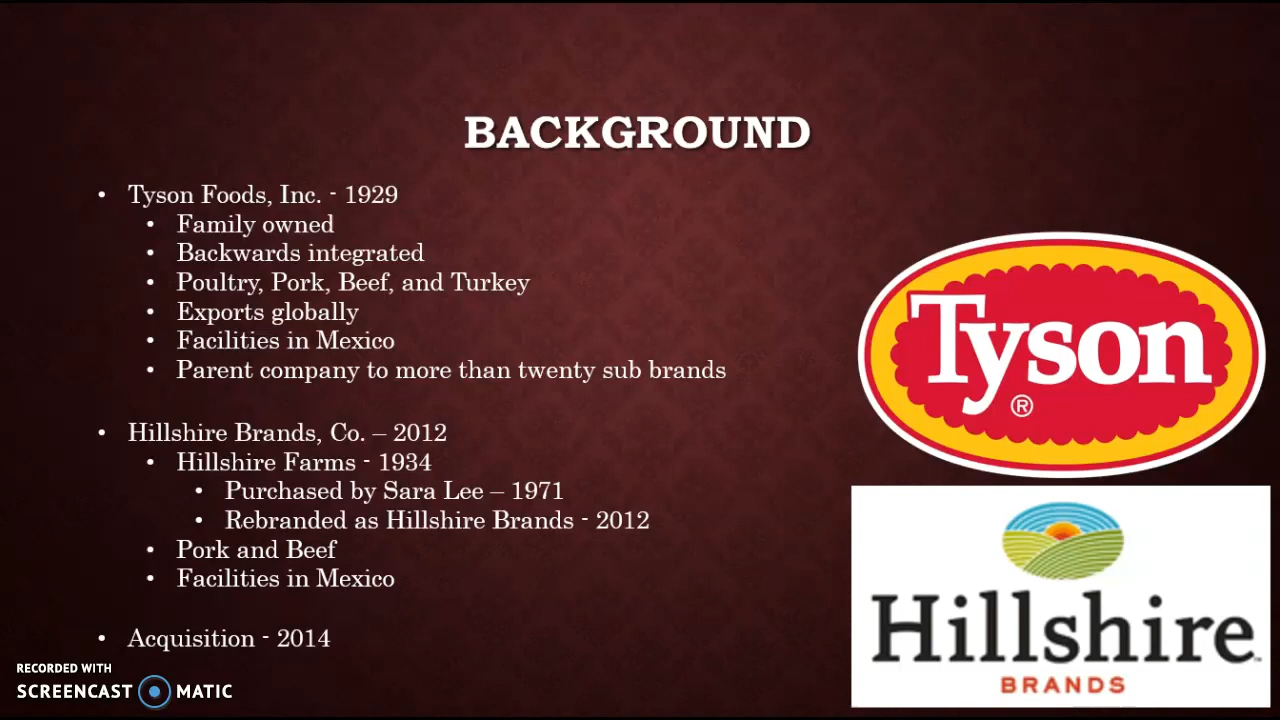 BACKGROUND
• Tyson Foods, Inc. - 1929
• Family owned
• Backwards integrated
• Poultry, Pork, Beef, and Turkey
• Exports globally
• Facilities in Mexico
• Parent company to more than twenty sub brands
• Hillshire Brands, Co. – 2012
• Hillshire Farms - 1934
• Purchased by Sara Lee – 1971
• Rebranded as Hillshire Brands - 2012
• Pork and Beef
• Facilities in Mexico
• Acquisition - 2014
Tyson
®
Hillshire™
BRANDS
RECORDED WITH
SCREENCAST MATIC